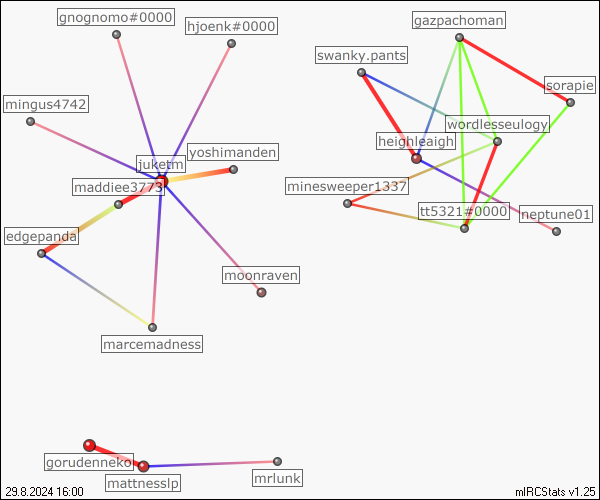 gnognomo#0000
hjoenk#0000
gazpachoman
swanky.pants
sorapie
mingus4742
wordlesseulogy
heighleaigh
yoshimanden
juketm
maddiee3773
minesweeper1337
tt5321#0000
neptune01
edgepanda
moonraven
marcemadness
gorudenneko
mattnesslp
mrlunk
29.8.2024 16:00
mIRCStats v1.25